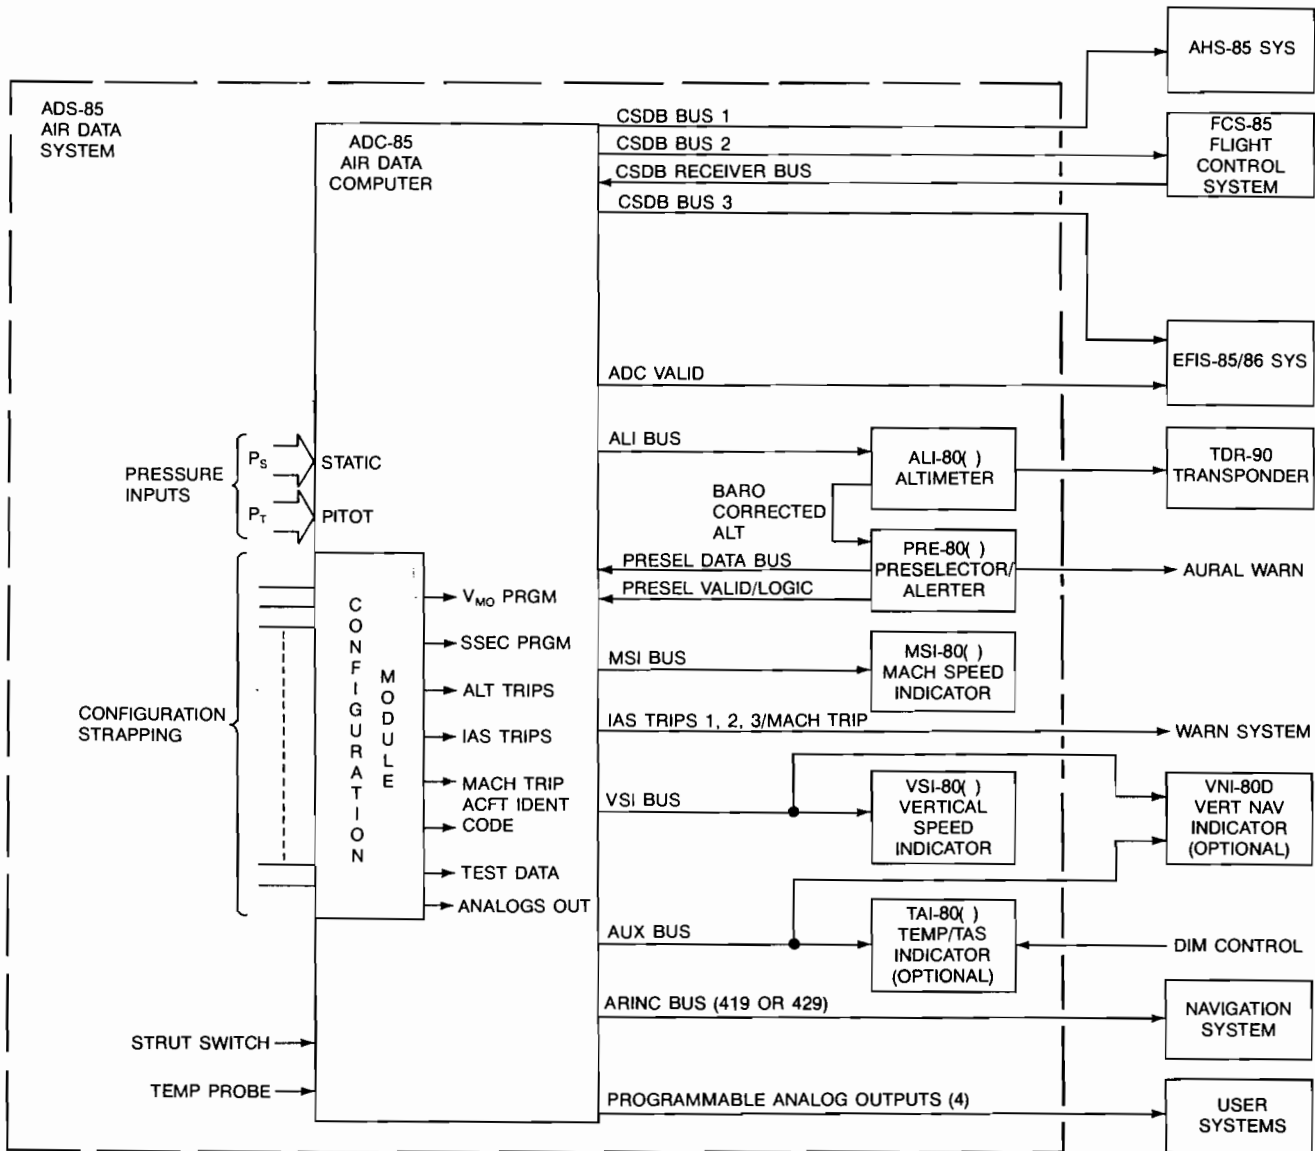 ADS-85
AIR DATA
SYSTEM
ADC-85
AIR DATA
COMPUTER
CSDB BUS 1
CSDB BUS 2
CSDB RECEIVER BUS
CSDB BUS 3
AHS-85 SYS
FCS-85
FLIGHT
CONTROL
SYSTEM
ADC VALID
EFIS-85/86 SYS
ALI BUS
ALI-80( )
ALTIMETER
TDR-90
TRANSPONDER
BARO
CORRECTED
ALT
PRESSURE
INPUTS
PS
STATIC
PT
PITOT
PRESEL DATA BUS
PRESEL VALID/LOGIC
PRE-80( )
PRESELECTOR/
ALERTER
AURAL WARN
CONFIGURATION
STRAPPING
CONFIGURATION
MODULE
VMO PRGM
SSEC PRGM
ALT TRIPS
IAS TRIPS
MACH TRIP
ACFT IDENT
CODE
TEST DATA
ANALOGS OUT
MSI BUS
MSI-80( )
MACH SPEED
INDICATOR
IAS TRIPS 1, 2, 3/MACH TRIP
WARN SYSTEM
VSI BUS
VSI-80( )
VERTICAL
SPEED
INDICATOR
VNI-80D
VERT NAV
INDICATOR
(OPTIONAL)
AUX BUS
TAI-80( )
TEMP/TAS
INDICATOR
(OPTIONAL)
DIM CONTROL
ARINC BUS (419 OR 429)
NAVIGATION
SYSTEM
STRUT SWITCH
TEMP PROBE
PROGRAMMABLE ANALOG OUTPUTS (4)
USER
SYSTEMS